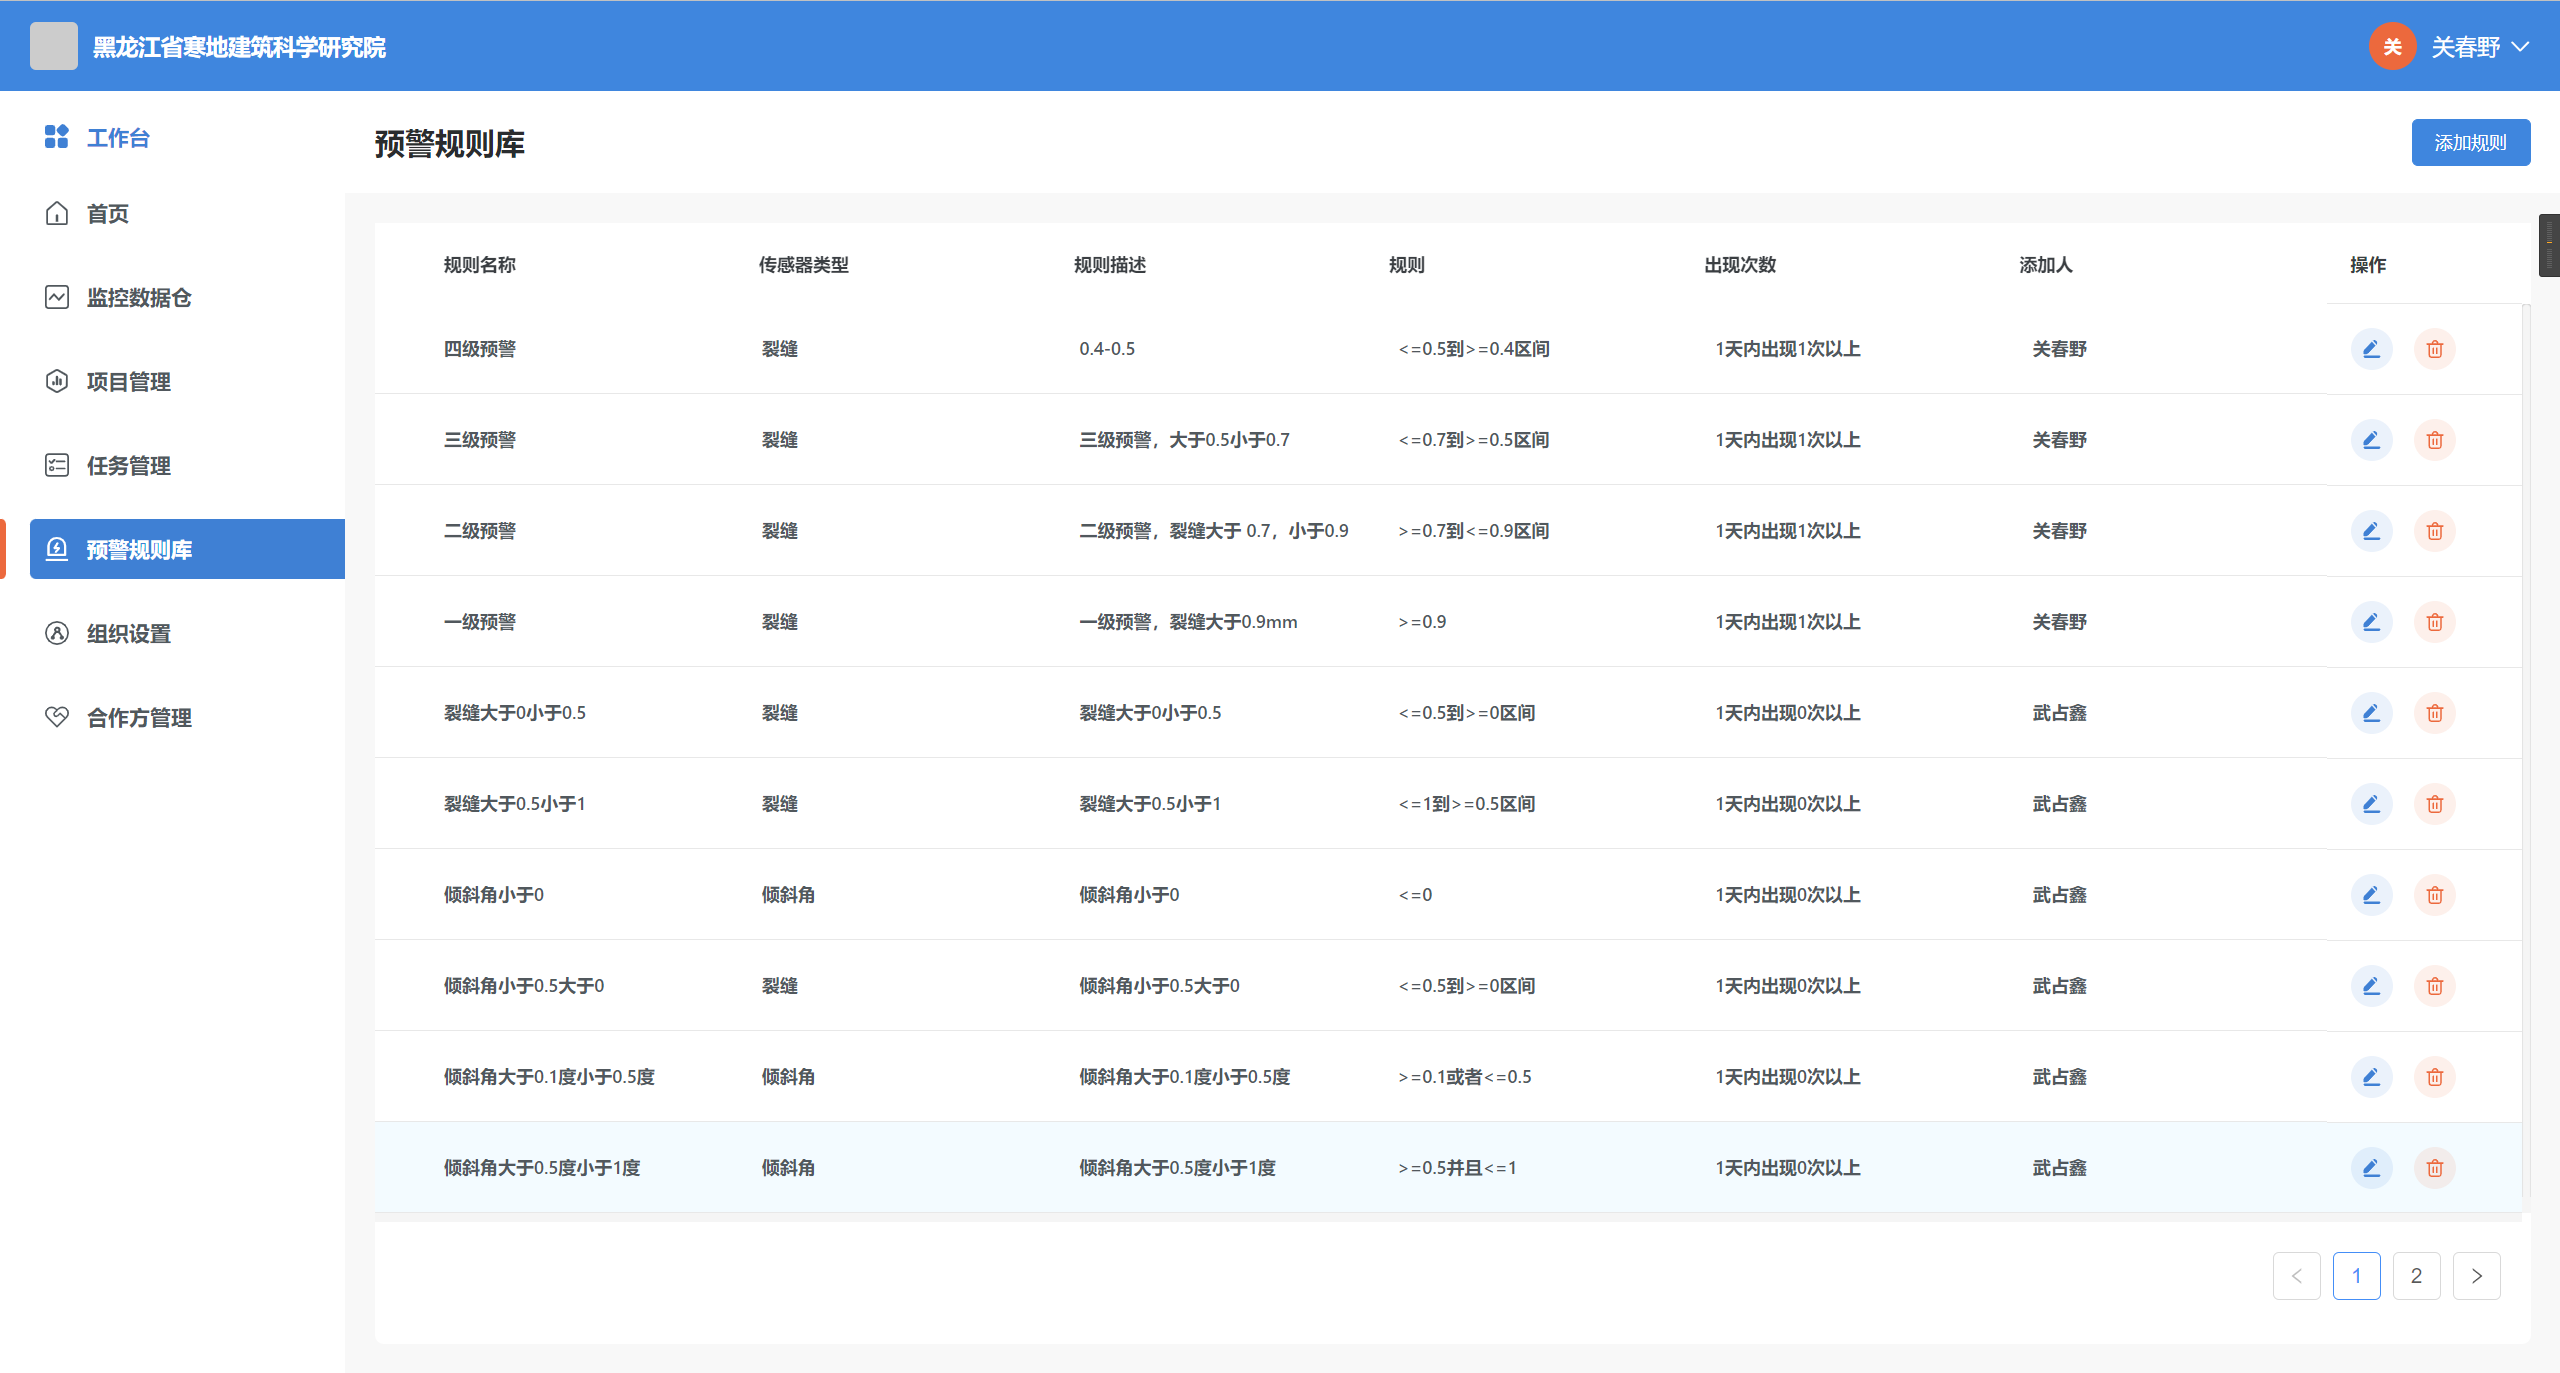 黑龙江省寒地建筑科学研究院
关 关春野
工作台
首页
监控数据仓
项目管理
任务管理
预警规则库
组织设置
合作方管理
预警规则库 添加规则
规则名称 传感器类型 规则描述 规则 出现次数 添加人 操作
四级预警 裂缝 0.4-0.5 <=0.5到>=0.4区间 1天内出现1次以上 关春野
三级预警 裂缝 三级预警，大于0.5小于0.7 <=0.7到>=0.5区间 1天内出现1次以上 关春野
二级预警 裂缝 二级预警，裂缝大于 0.7，小于0.9 >=0.7到<=0.9区间 1天内出现1次以上 关春野
一级预警 裂缝 一级预警，裂缝大于0.9mm >=0.9 1天内出现1次以上 关春野
裂缝大于0小于0.5 裂缝 裂缝大于0小于0.5 <=0.5到>=0区间 1天内出现0次以上 武占鑫
裂缝大于0.5小于1 裂缝 裂缝大于0.5小于1 <=1到>=0.5区间 1天内出现0次以上 武占鑫
倾斜角小于0 倾斜角 倾斜角小于0 <=0 1天内出现0次以上 武占鑫
倾斜角小于0.5大于0 裂缝 倾斜角小于0.5大于0 <=0.5到>=0区间 1天内出现0次以上 武占鑫
倾斜角大于0.1度小于0.5度 倾斜角 倾斜角大于0.1度小于0.5度 >=0.1或者<=0.5 1天内出现0次以上 武占鑫
倾斜角大于0.5度小于1度 倾斜角 倾斜角大于0.5度小于1度 >=0.5并且<=1 1天内出现0次以上 武占鑫
< 1 2 >